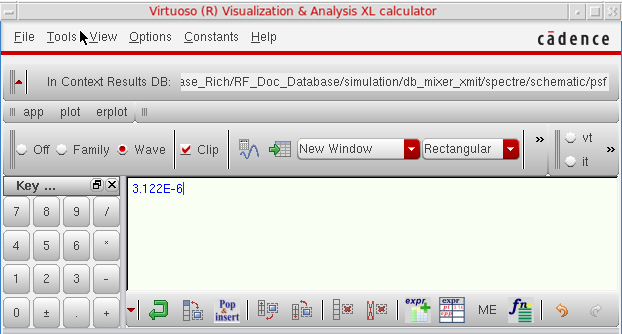 Virtuoso (R) Visualization & Analysis XL calculator
File Tools View Options Constants Help
cādence
In Context Results DB: ase_Rich/RF_Doc_Database/simulation/db_mixer_xmit/spectre/schematic/psf
app plot erplot
Off Family Wave Clip New Window Rectangular » vt
it »
Key ...
3.122E-6
7 8 9 /
4 5 6 *
1 2 3 -
0 ± . +
Pop & insert expr ME fn